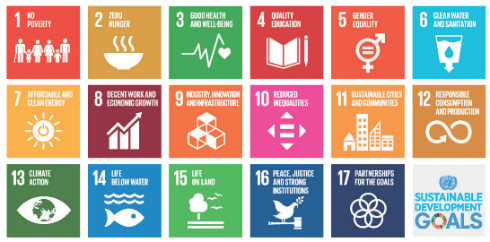 1 NO
POVERTY
2 ZERO
HUNGER
3 GOOD HEALTH
AND WELL-BEING
4 QUALITY
EDUCATION
5 GENDER
EQUALITY
6 CLEAN WATER
AND SANITATION
7 AFFORDABLE AND
CLEAN ENERGY
8 DECENT WORK AND
ECONOMIC GROWTH
9 INDUSTRY, INNOVATION
AND INFRASTRUCTURE
10 REDUCED
INEQUALITIES
11 SUSTAINABLE CITIES
AND COMMUNITIES
12 RESPONSIBLE
CONSUMPTION
AND PRODUCTION
13 CLIMATE
ACTION
14 LIFE
BELOW WATER
15 LIFE
ON LAND
16 PEACE, JUSTICE
AND STRONG
INSTITUTIONS
17 PARTNERSHIPS
FOR THE GOALS
SUSTAINABLE
DEVELOPMENT
GOALS